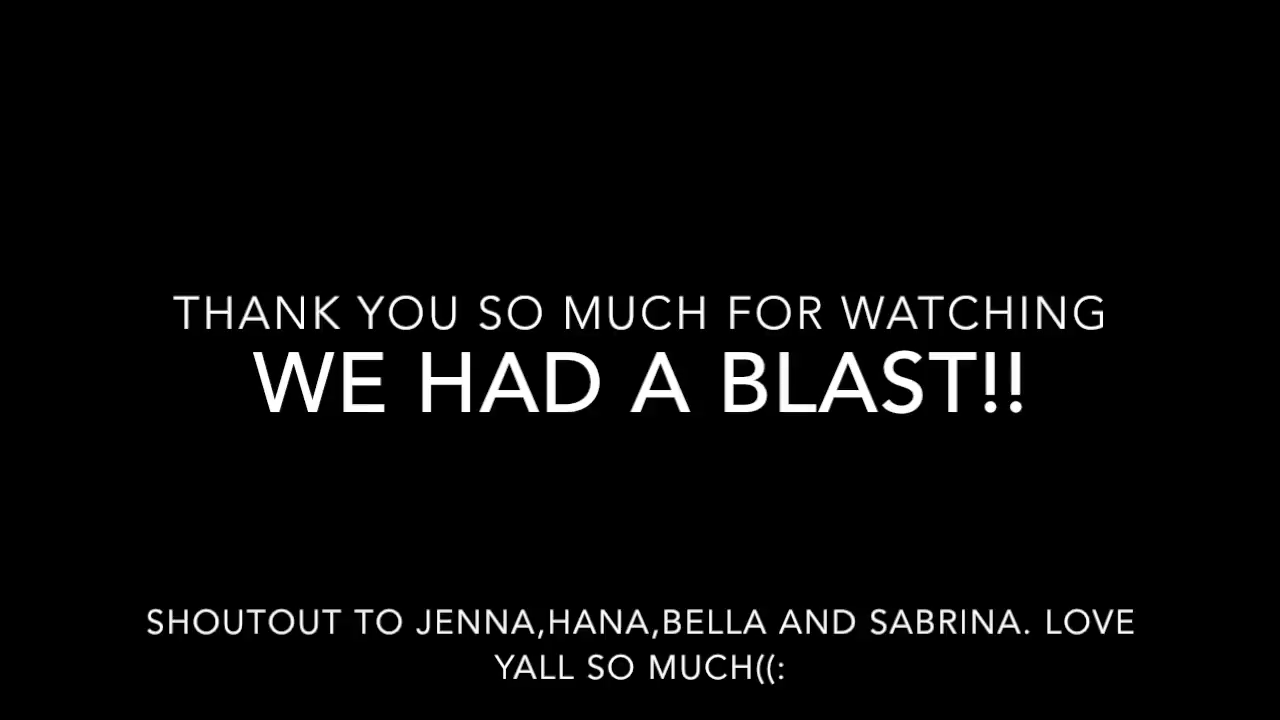 THANK YOU SO MUCH FOR WATCHING
WE HAD A BLAST!!
SHOUTOUT TO JENNA,HANA,BELLA AND SABRINA. LOVE
YALL SO MUCH((: